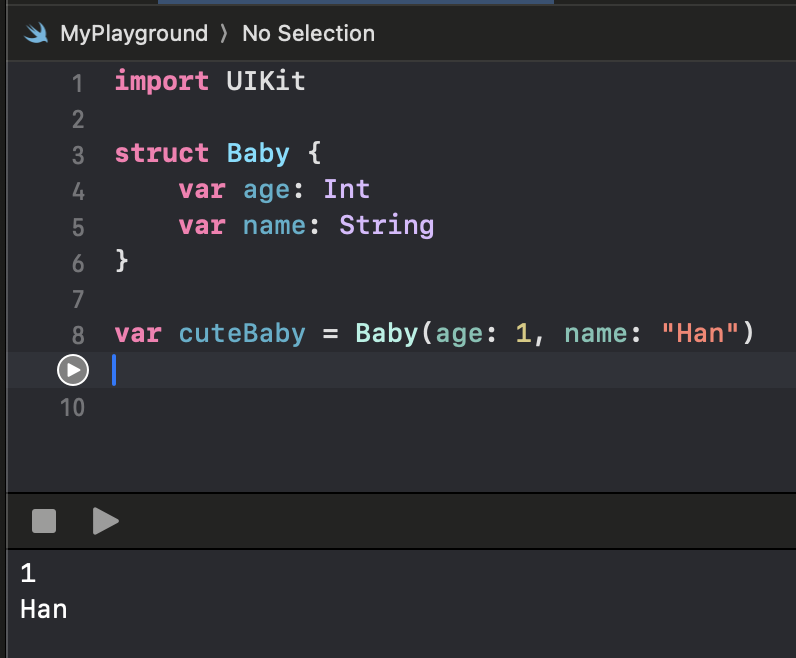 MyPlayground 〉 No Selection
1 import UIKit
2
3 struct Baby {
4     var age: Int
5     var name: String
6 }
7
8 var cuteBaby = Baby(age: 1, name: "Han")
10
1
Han